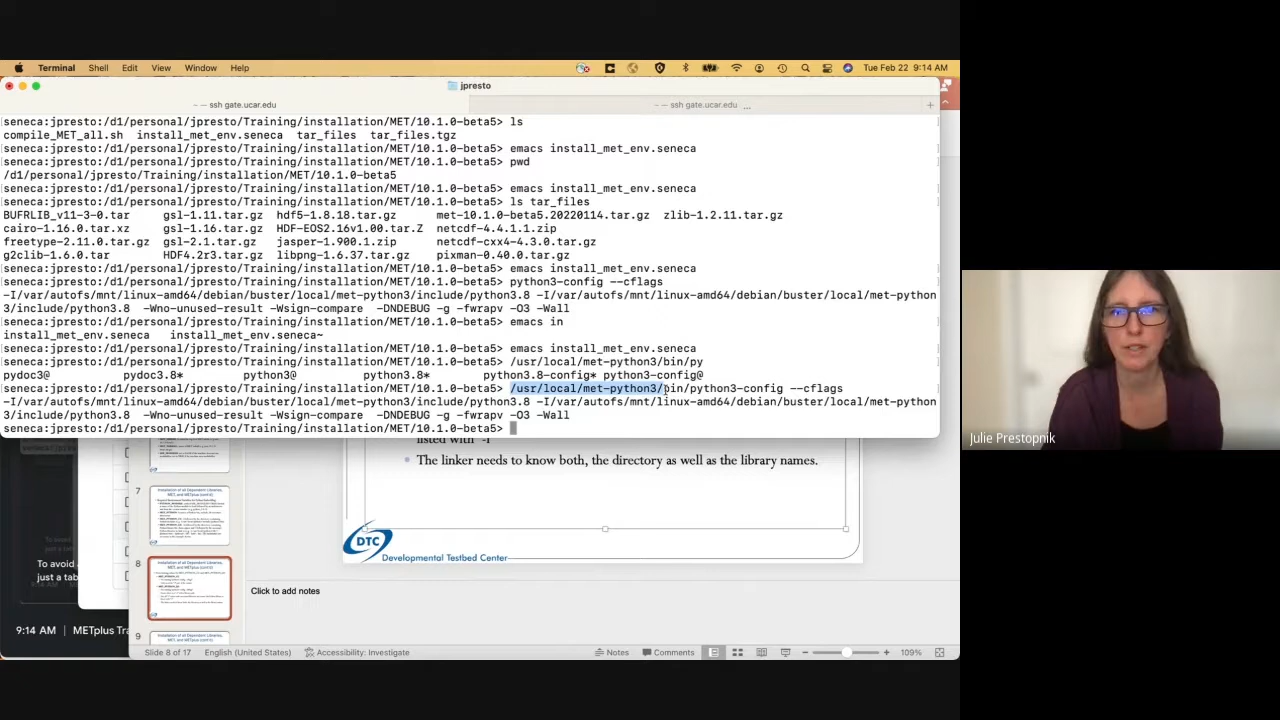 Terminal Shell Edit View Window Help Tue Feb 22 9:14 AM
jpresto
~ — ssh gate.ucar.edu ~ — ssh gate.ucar.edu ... +
seneca:jpresto:/d1/personal/jpresto/Training/installation/MET/10.1.0-beta5> ls
compile_MET_all.sh install_met_env.seneca tar_files tar_files.tgz
seneca:jpresto:/d1/personal/jpresto/Training/installation/MET/10.1.0-beta5> emacs install_met_env.seneca
seneca:jpresto:/d1/personal/jpresto/Training/installation/MET/10.1.0-beta5> pwd
/d1/personal/jpresto/Training/installation/MET/10.1.0-beta5
seneca:jpresto:/d1/personal/jpresto/Training/installation/MET/10.1.0-beta5> emacs install_met_env.seneca
seneca:jpresto:/d1/personal/jpresto/Training/installation/MET/10.1.0-beta5> ls tar_files
BUFRLIB_v11-3-0.tar gsl-1.11.tar.gz hdf5-1.8.18.tar.gz met-10.1.0-beta5.20220114.tar.gz zlib-1.2.11.tar.gz
cairo-1.16.0.tar.xz gsl-1.16.tar.gz HDF-EOS2.16v1.00.tar.Z netcdf-4.4.1.1.zip
freetype-2.11.0.tar.gz gsl-2.1.tar.gz jasper-1.900.1.zip netcdf-cxx4-4.3.0.tar.gz
g2clib-1.6.0.tar HDF4.2r3.tar.gz libpng-1.6.37.tar.gz pixman-0.40.0.tar.gz
seneca:jpresto:/d1/personal/jpresto/Training/installation/MET/10.1.0-beta5> emacs install_met_env.seneca
seneca:jpresto:/d1/personal/jpresto/Training/installation/MET/10.1.0-beta5> python3-config --cflags
-I/var/autofs/mnt/linux-amd64/debian/buster/local/met-python3/include/python3.8 -I/var/autofs/mnt/linux-amd64/debian/buster/local/met-python
3/include/python3.8 -Wno-unused-result -Wsign-compare -DNDEBUG -g -fwrapv -O3 -Wall
seneca:jpresto:/d1/personal/jpresto/Training/installation/MET/10.1.0-beta5> emacs in
install_met_env.seneca install_met_env.seneca~
seneca:jpresto:/d1/personal/jpresto/Training/installation/MET/10.1.0-beta5> emacs install_met_env.seneca
seneca:jpresto:/d1/personal/jpresto/Training/installation/MET/10.1.0-beta5> /usr/local/met-python3/bin/py
pydoc3@ pydoc3.8* python3@ python3.8* python3.8-config* python3-config@
seneca:jpresto:/d1/personal/jpresto/Training/installation/MET/10.1.0-beta5> /usr/local/met-python3/bin/python3-config --cflags
-I/var/autofs/mnt/linux-amd64/debian/buster/local/met-python3/include/python3.8 -I/var/autofs/mnt/linux-amd64/debian/buster/local/met-python
3/include/python3.8 -Wno-unused-result -Wsign-compare -DNDEBUG -g -fwrapv -O3 -Wall
seneca:jpresto:/d1/personal/jpresto/Training/installation/MET/10.1.0-beta5>
Julie Prestopnik
listed with -I
The linker needs to know both, the directory as well as the library names.
7
8
9
DTC
Developmental Testbed Center
To avoid
just a tab
Click to add notes
9:14 AM | METplus Tra
Slide 8 of 17 English (United States) Accessibility: Investigate Notes Comments 109%